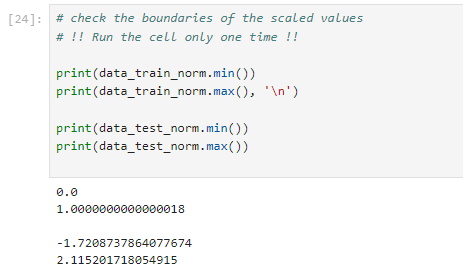 [24]: # check the boundaries of the scaled values
# !! Run the cell only one time !!
print(data_train_norm.min())
print(data_train_norm.max(), '\n')
print(data_test_norm.min())
print(data_test_norm.max())
0.0
1.0000000000000018
-1.7208737864077674
2.115201718054915